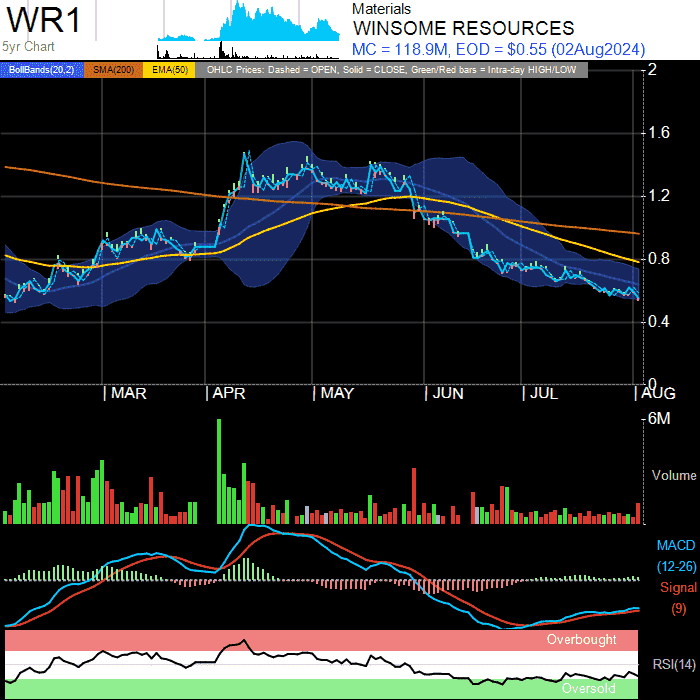 WR1
5yr Chart
Materials
WINSOME RESOURCES
MC = 118.9M, EOD = $0.55 (02Aug2024)
BollBands(20,2) SMA(200) EMA(50) OHLC Prices: Dashed = OPEN, Solid = CLOSE, Green/Red bars = Intra-day HIGH/LOW
2
1.6
1.2
0.8
0.4
0
MAR APR MAY JUN JUL AUG
6M
Volume
MACD
(12-26)
Signal
(9)
Overbought
RSI(14)
Oversold